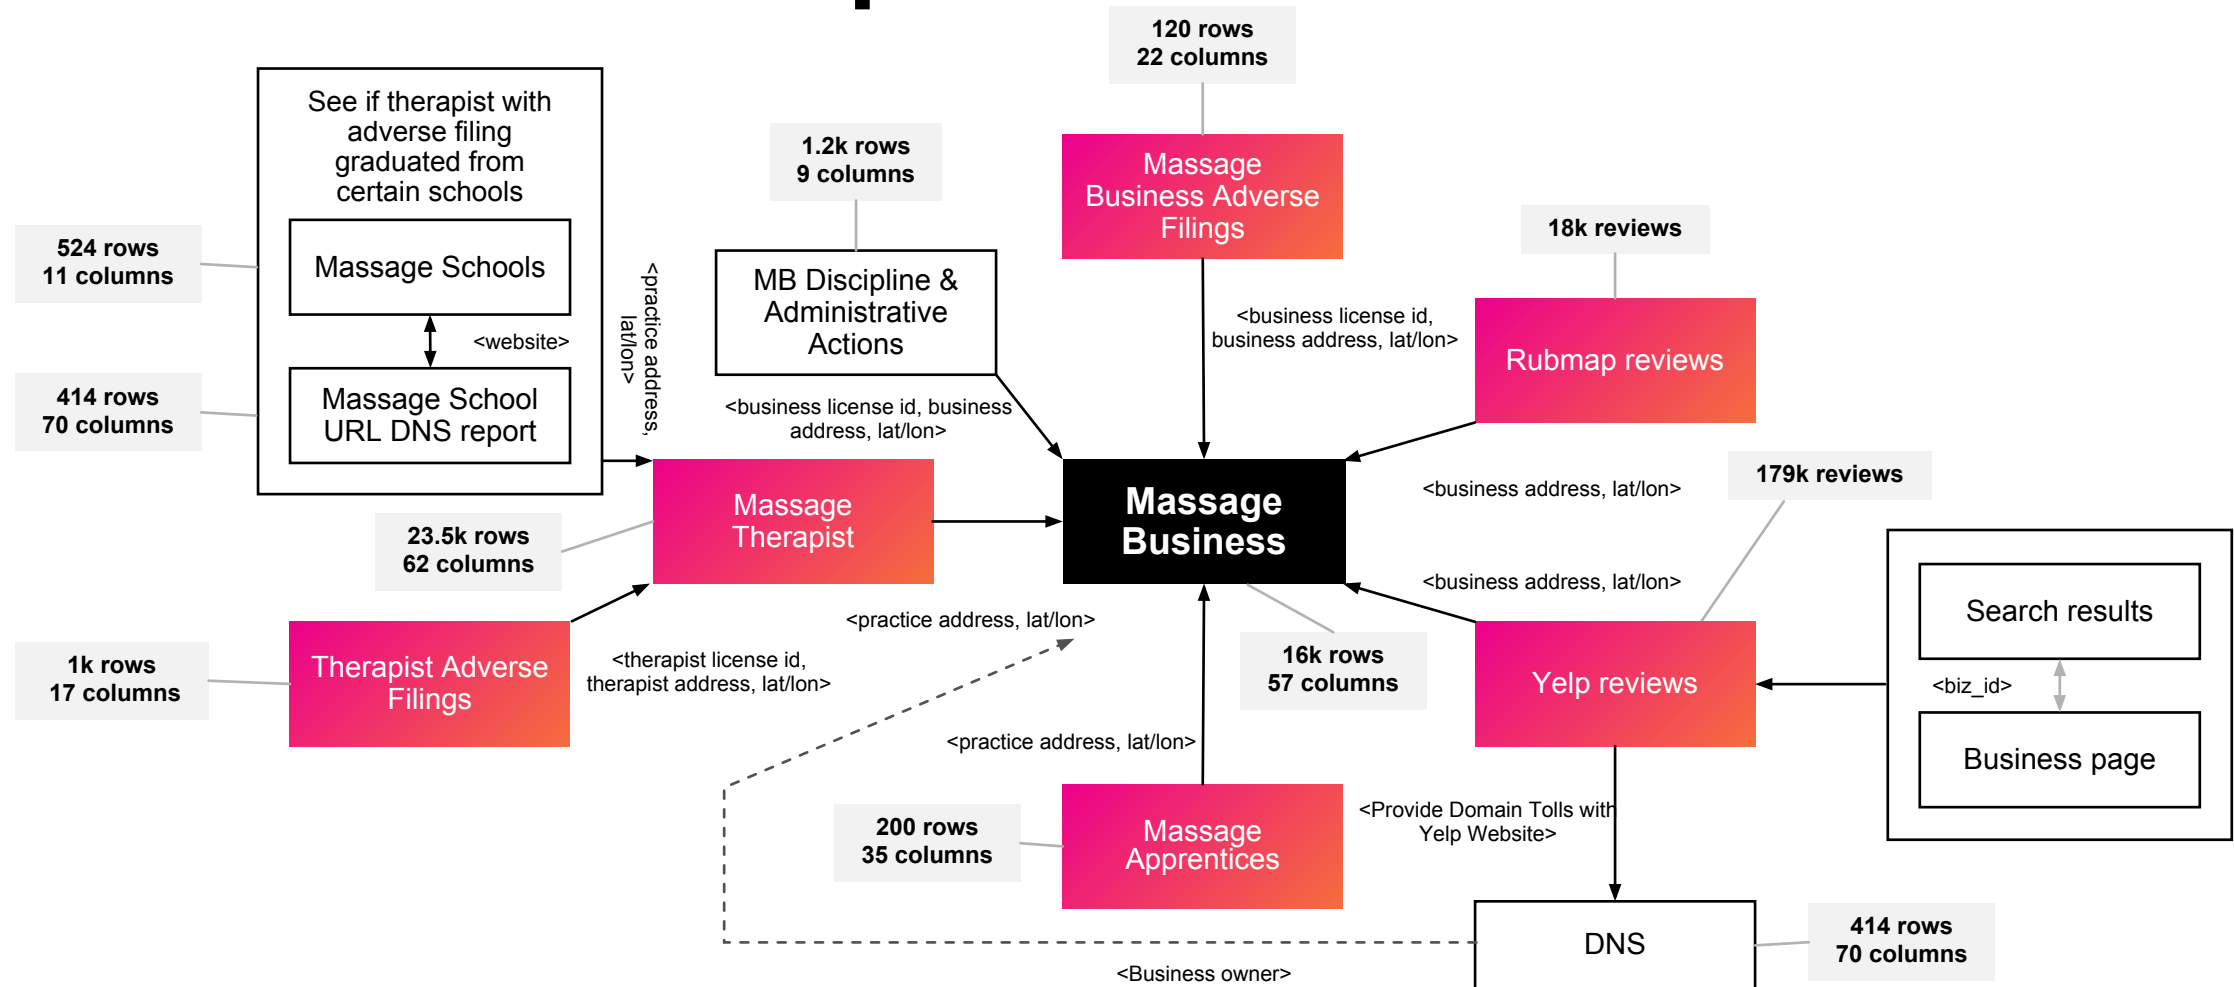 120 rows
22 columns
See if therapist with
adverse filing
graduated from
certain schools
1.2k rows
9 columns
Massage
Business Adverse
Filings
524 rows
11 columns
Massage Schools
<practice address,
lat/lon>
MB Discipline &
Administrative
Actions
18k reviews
<website>
<business license id,
business address, lat/lon>
Rubmap reviews
414 rows
70 columns
Massage School
URL DNS report
<business license id, business
address, lat/lon>
Massage
Therapist
Massage
Business
<business address, lat/lon>
179k reviews
23.5k rows
62 columns
<business address, lat/lon>
Search results
<practice address, lat/lon>
1k rows
17 columns
Therapist Adverse
Filings
<therapist license id,
therapist address, lat/lon>
16k rows
57 columns
Yelp reviews
<biz_id>
Business page
<practice address, lat/lon>
200 rows
35 columns
Massage
Apprentices
<Provide Domain Tolls with
Yelp Website>
DNS
414 rows
70 columns
<Business owner>